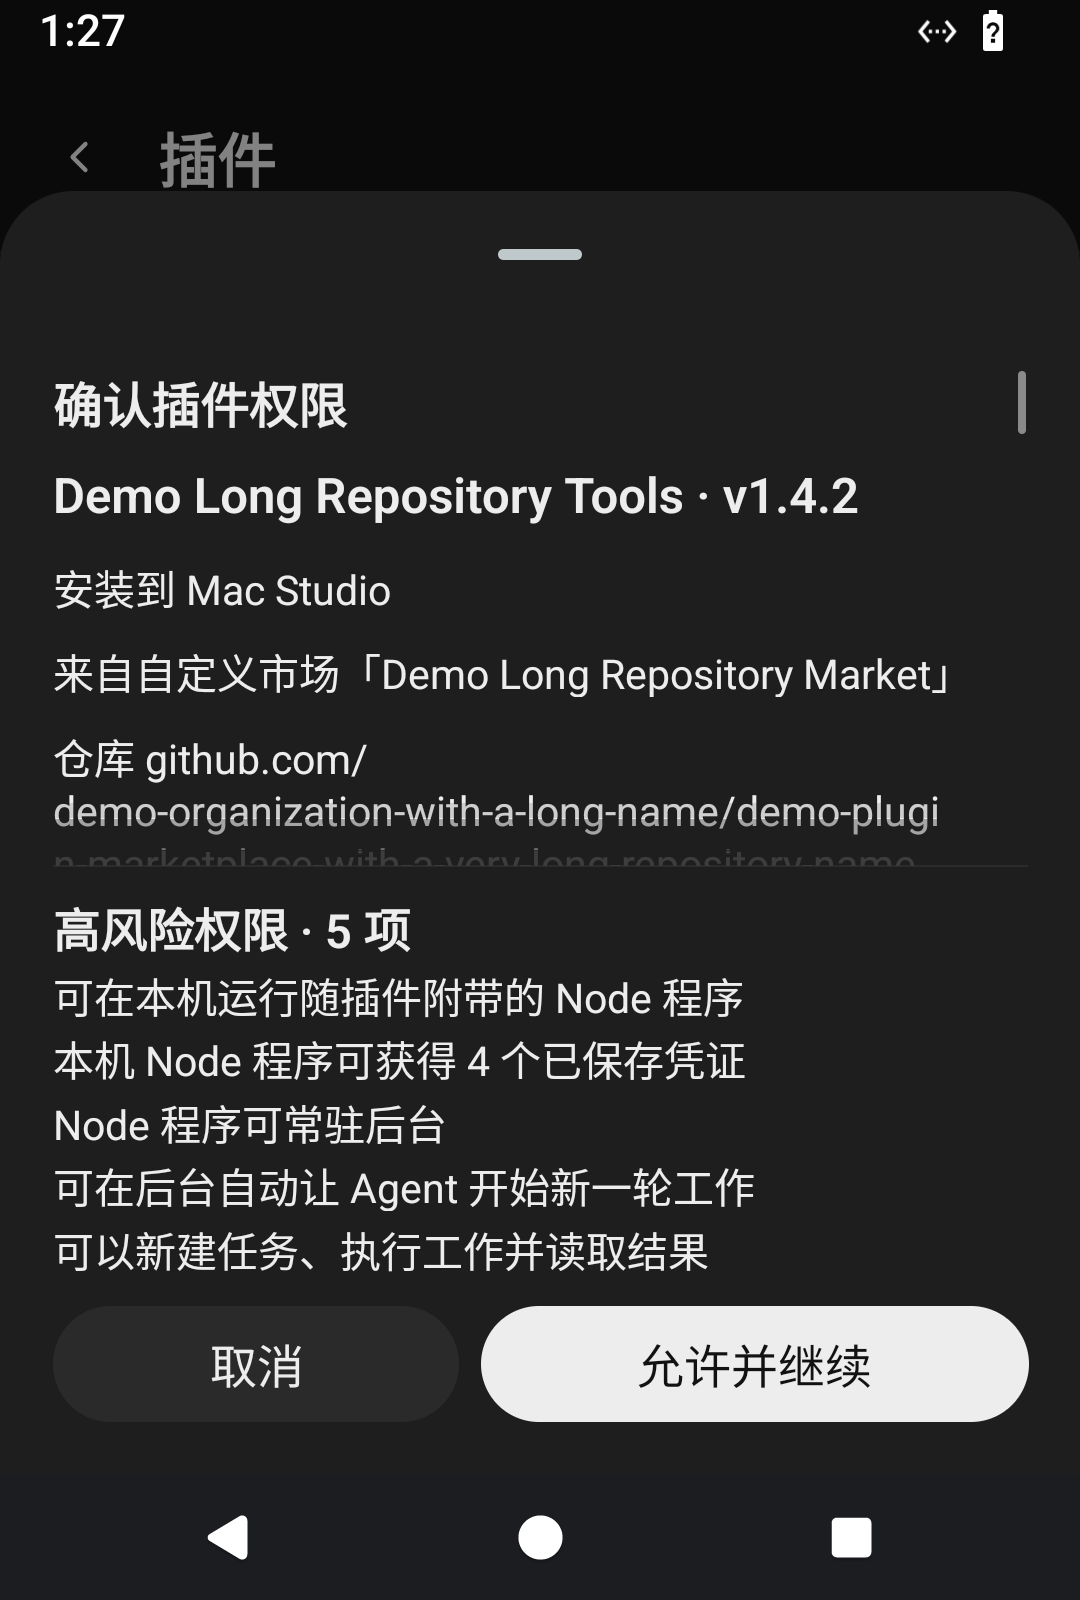 1:27
插件
确认插件权限
Demo Long Repository Tools · v1.4.2
安装到 Mac Studio
来自自定义市场「Demo Long Repository Market」
仓库 github.com/
demo-organization-with-a-long-name/demo-plugi
n-marketplace-with-a-very-long-repository-name
高风险权限 · 5 项
可在本机运行随插件附带的 Node 程序
本机 Node 程序可获得 4 个已保存凭证
Node 程序可常驻后台
可在后台自动让 Agent 开始新一轮工作
可以新建任务、执行工作并读取结果
取消
允许并继续